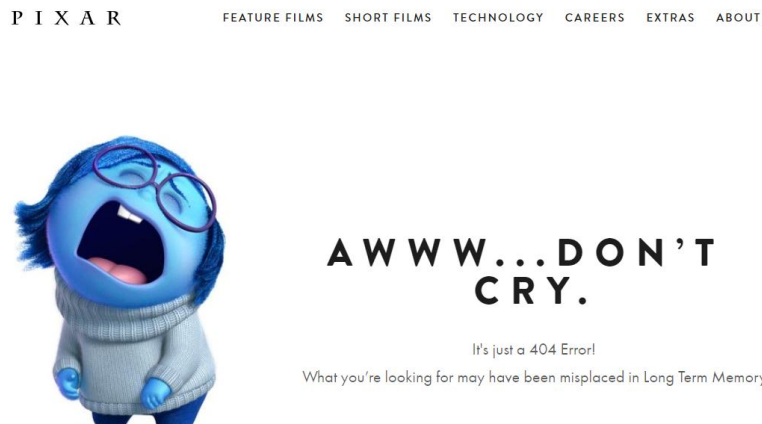 PIXAR
FEATURE FILMS SHORT FILMS TECHNOLOGY CAREERS EXTRAS ABOUT
AWWW...DON'T
CRY.
It's just a 404 Error!
What you're looking for may have been misplaced in Long Term Memory